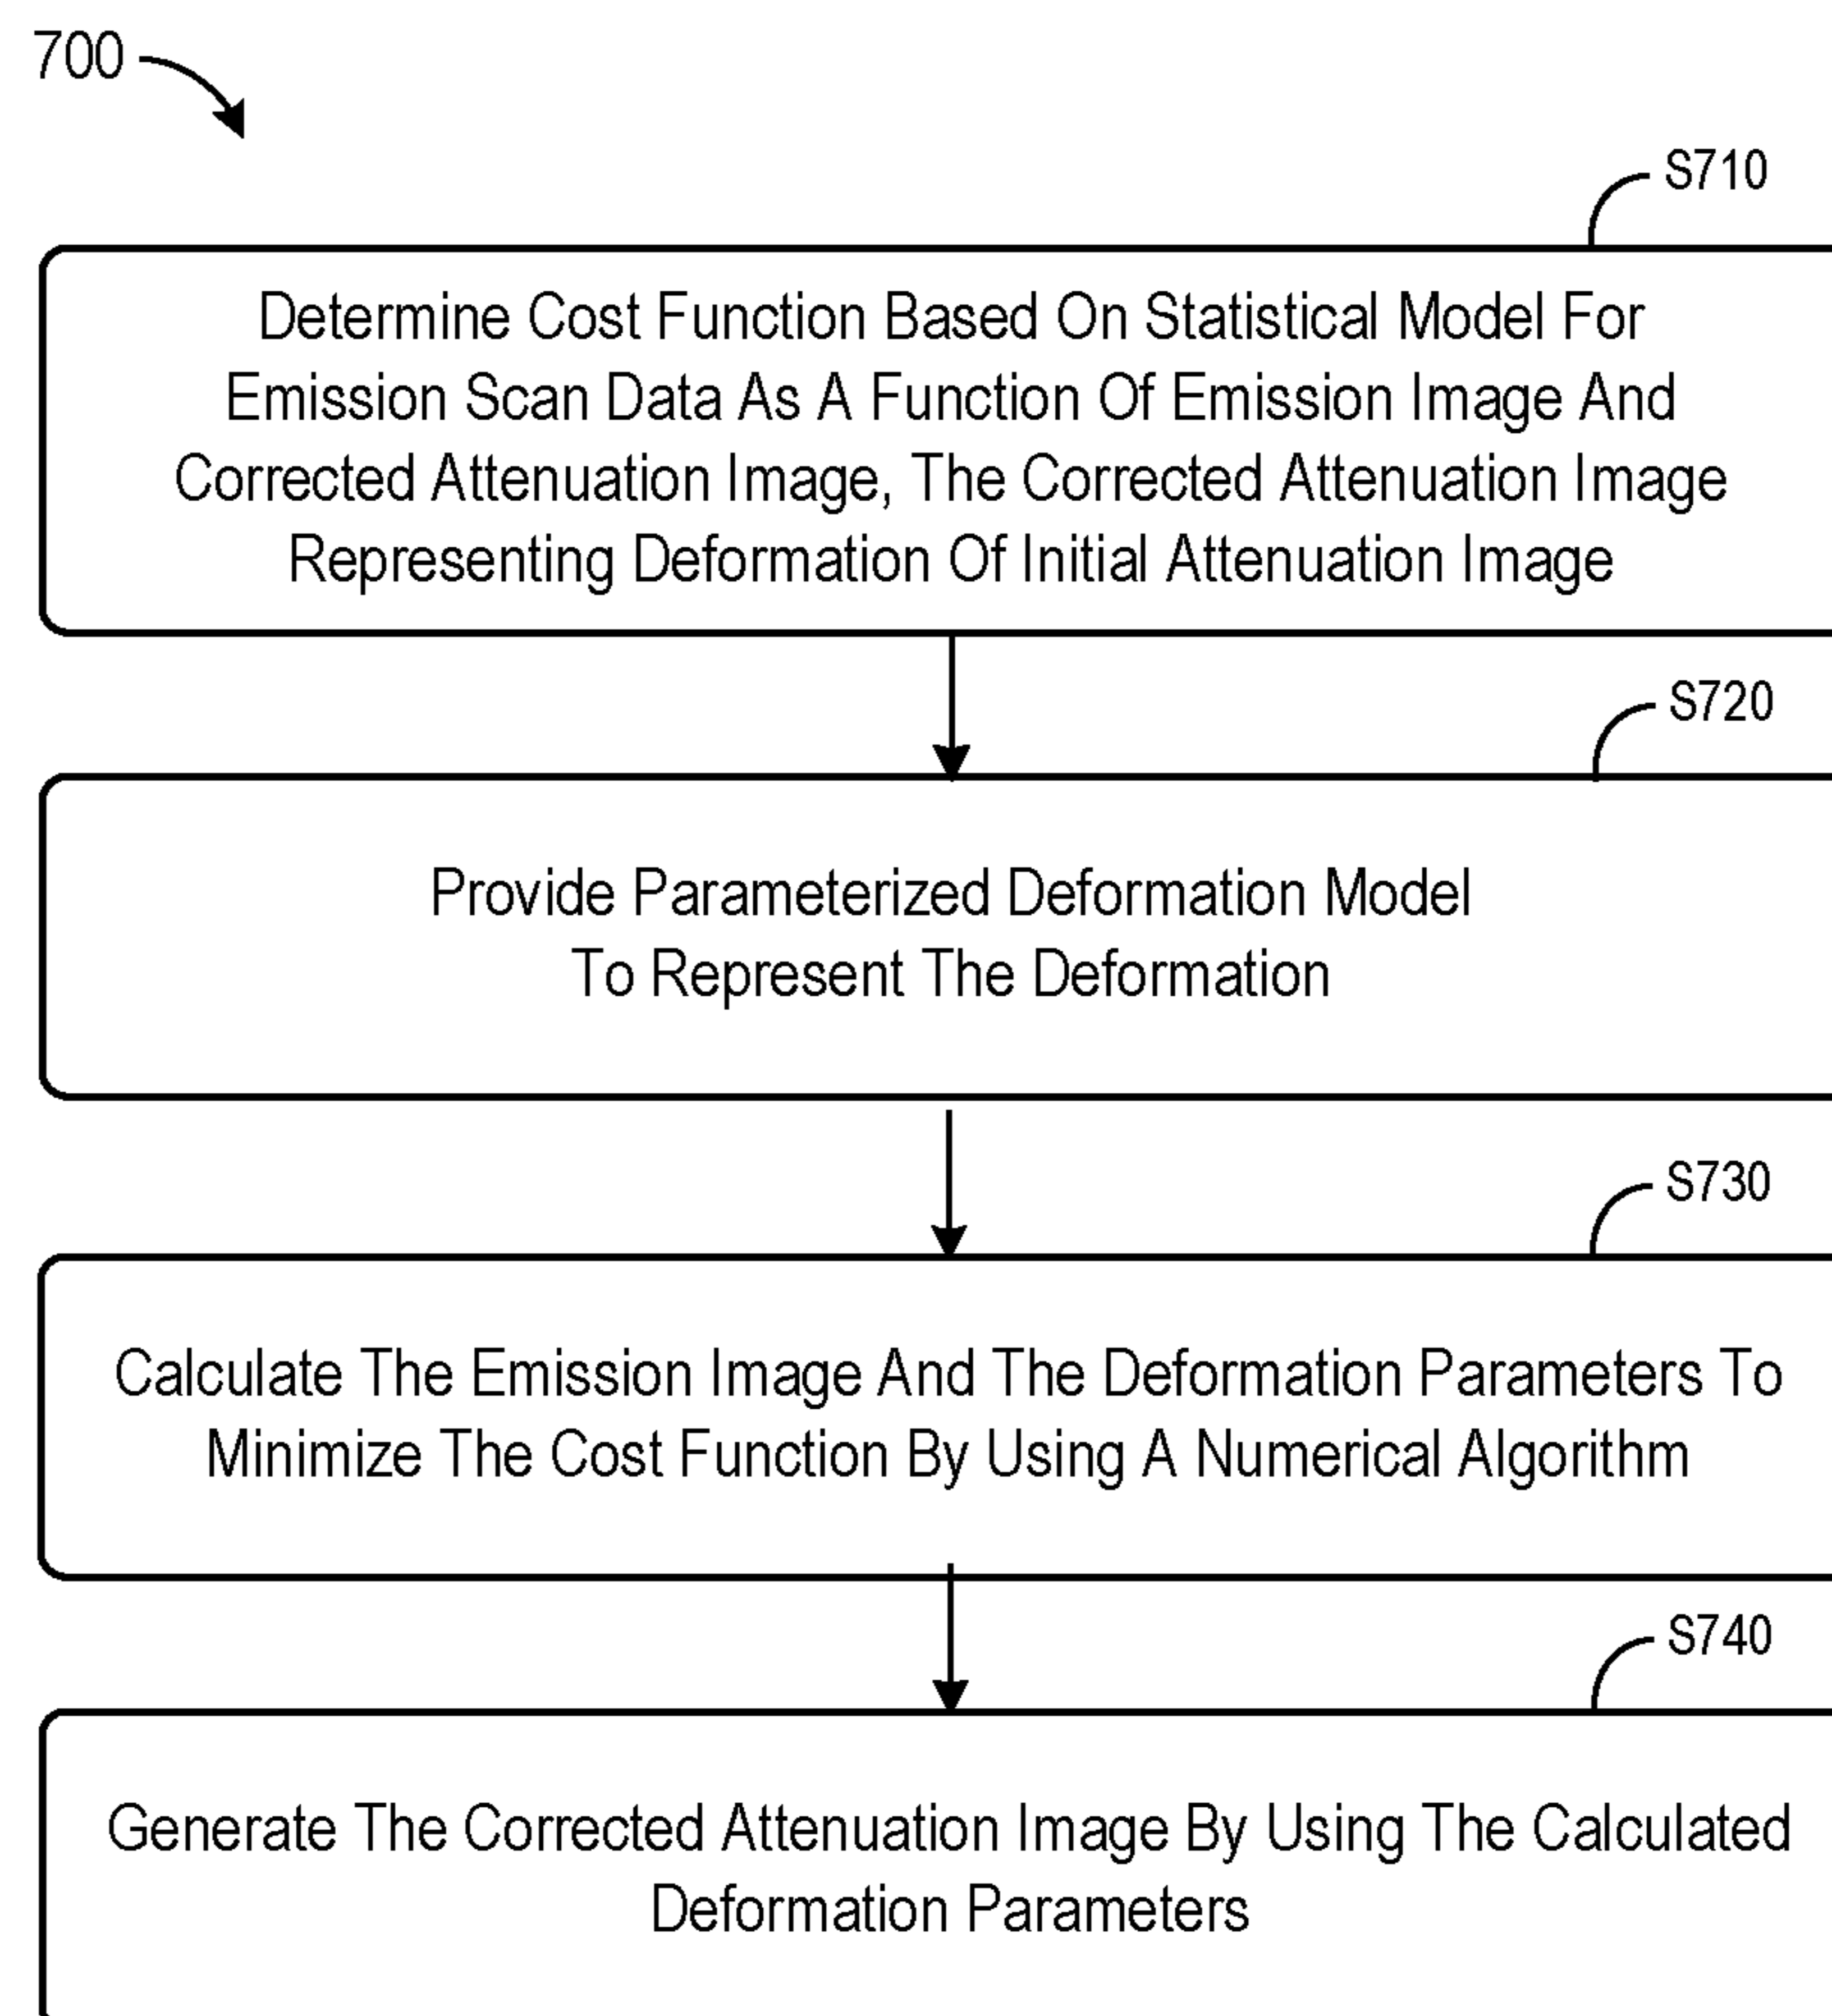 700
S710
Determine Cost Function Based On Statistical Model For
Emission Scan Data As A Function Of Emission Image And
Corrected Attenuation Image, The Corrected Attenuation Image
Representing Deformation Of Initial Attenuation Image
S720
Provide Parameterized Deformation Model
To Represent The Deformation
S730
Calculate The Emission Image And The Deformation Parameters To
Minimize The Cost Function By Using A Numerical Algorithm
S740
Generate The Corrected Attenuation Image By Using The Calculated
Deformation Parameters